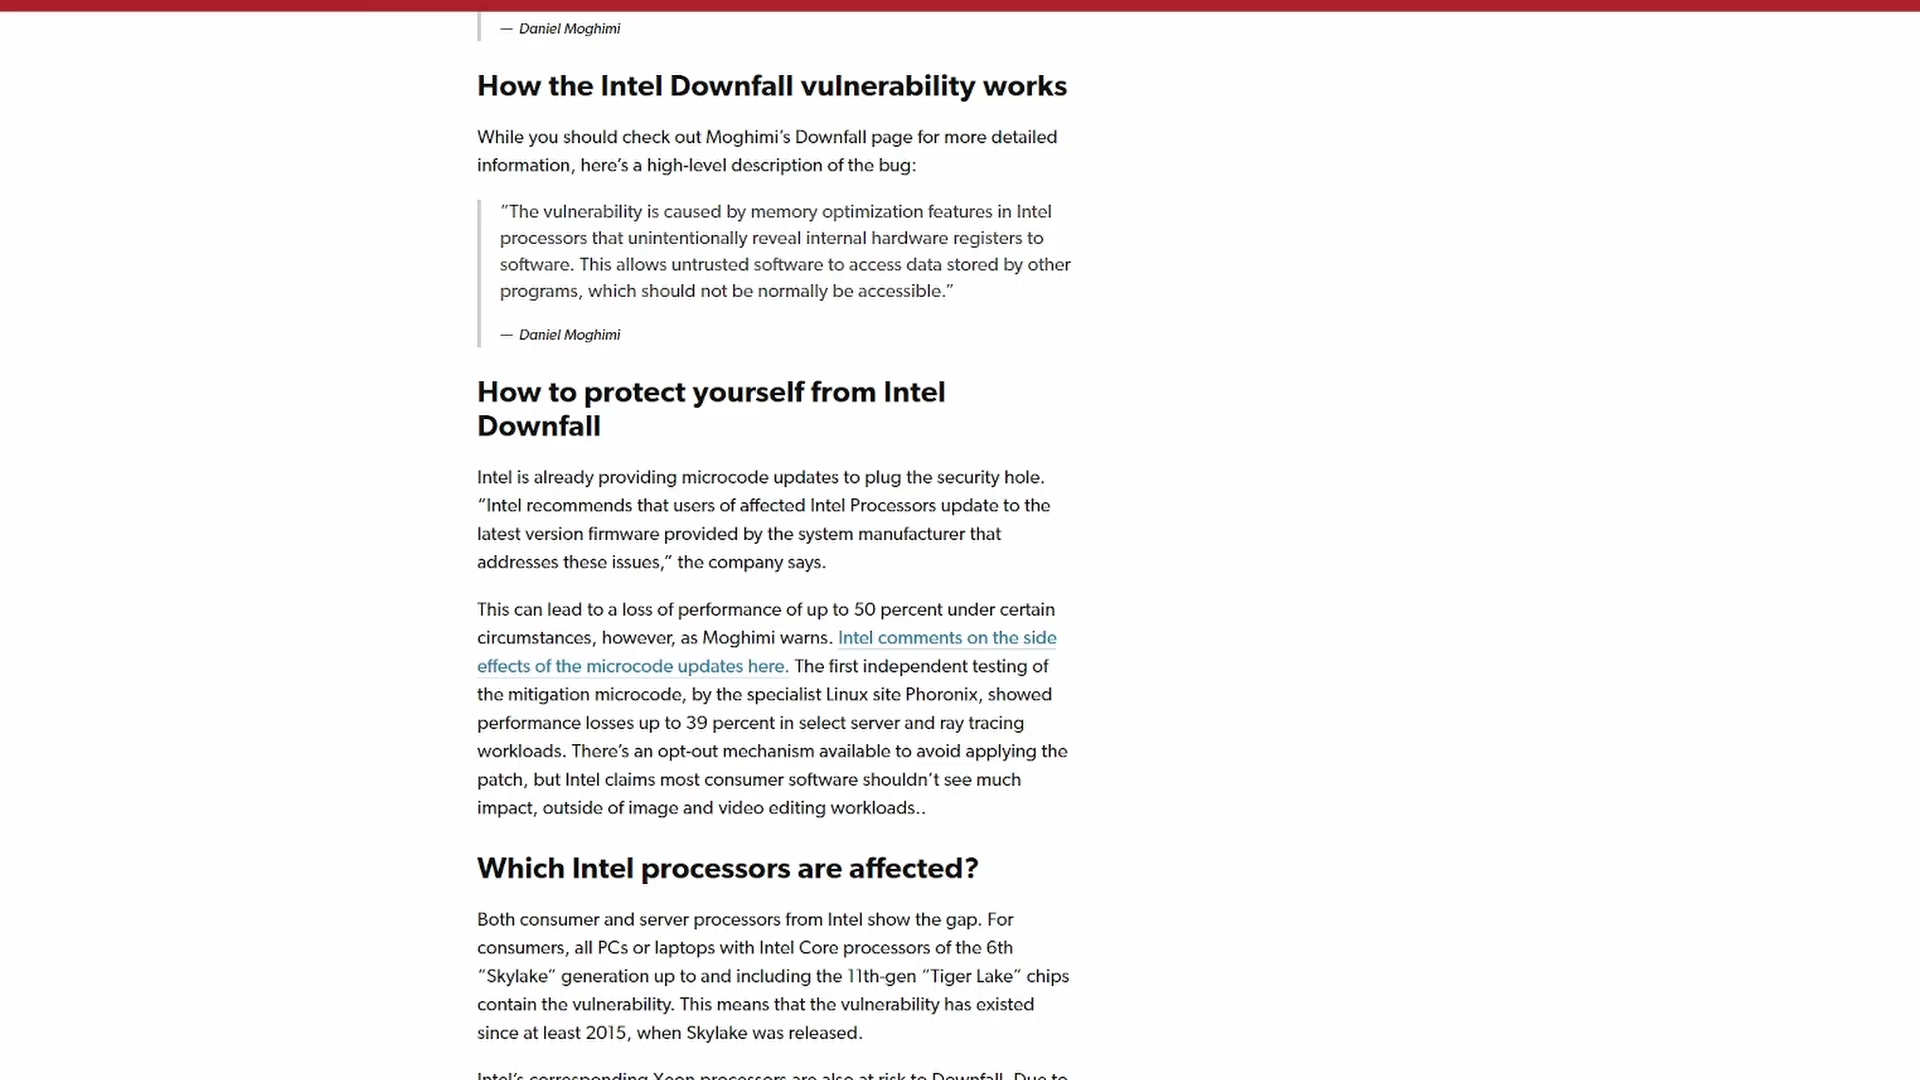 — Daniel Moghimi
How the Intel Downfall vulnerability works
While you should check out Moghimi’s Downfall page for more detailed
information, here’s a high-level description of the bug:
“The vulnerability is caused by memory optimization features in Intel
processors that unintentionally reveal internal hardware registers to
software. This allows untrusted software to access data stored by other
programs, which should not be normally be accessible.”
— Daniel Moghimi
How to protect yourself from Intel
Downfall
Intel is already providing microcode updates to plug the security hole.
“Intel recommends that users of affected Intel Processors update to the
latest version firmware provided by the system manufacturer that
addresses these issues,” the company says.
This can lead to a loss of performance of up to 50 percent under certain
circumstances, however, as Moghimi warns. Intel comments on the side
effects of the microcode updates here. The first independent testing of
the mitigation microcode, by the specialist Linux site Phoronix, showed
performance losses up to 39 percent in select server and ray tracing
workloads. There’s an opt-out mechanism available to avoid applying the
patch, but Intel claims most consumer software shouldn’t see much
impact, outside of image and video editing workloads..
Which Intel processors are affected?
Both consumer and server processors from Intel show the gap. For
consumers, all PCs or laptops with Intel Core processors of the 6th
“Skylake” generation up to and including the 11th-gen “Tiger Lake” chips
contain the vulnerability. This means that the vulnerability has existed
since at least 2015, when Skylake was released.
Intel’s corresponding Xeon processors are also at risk to Downfall. Due to